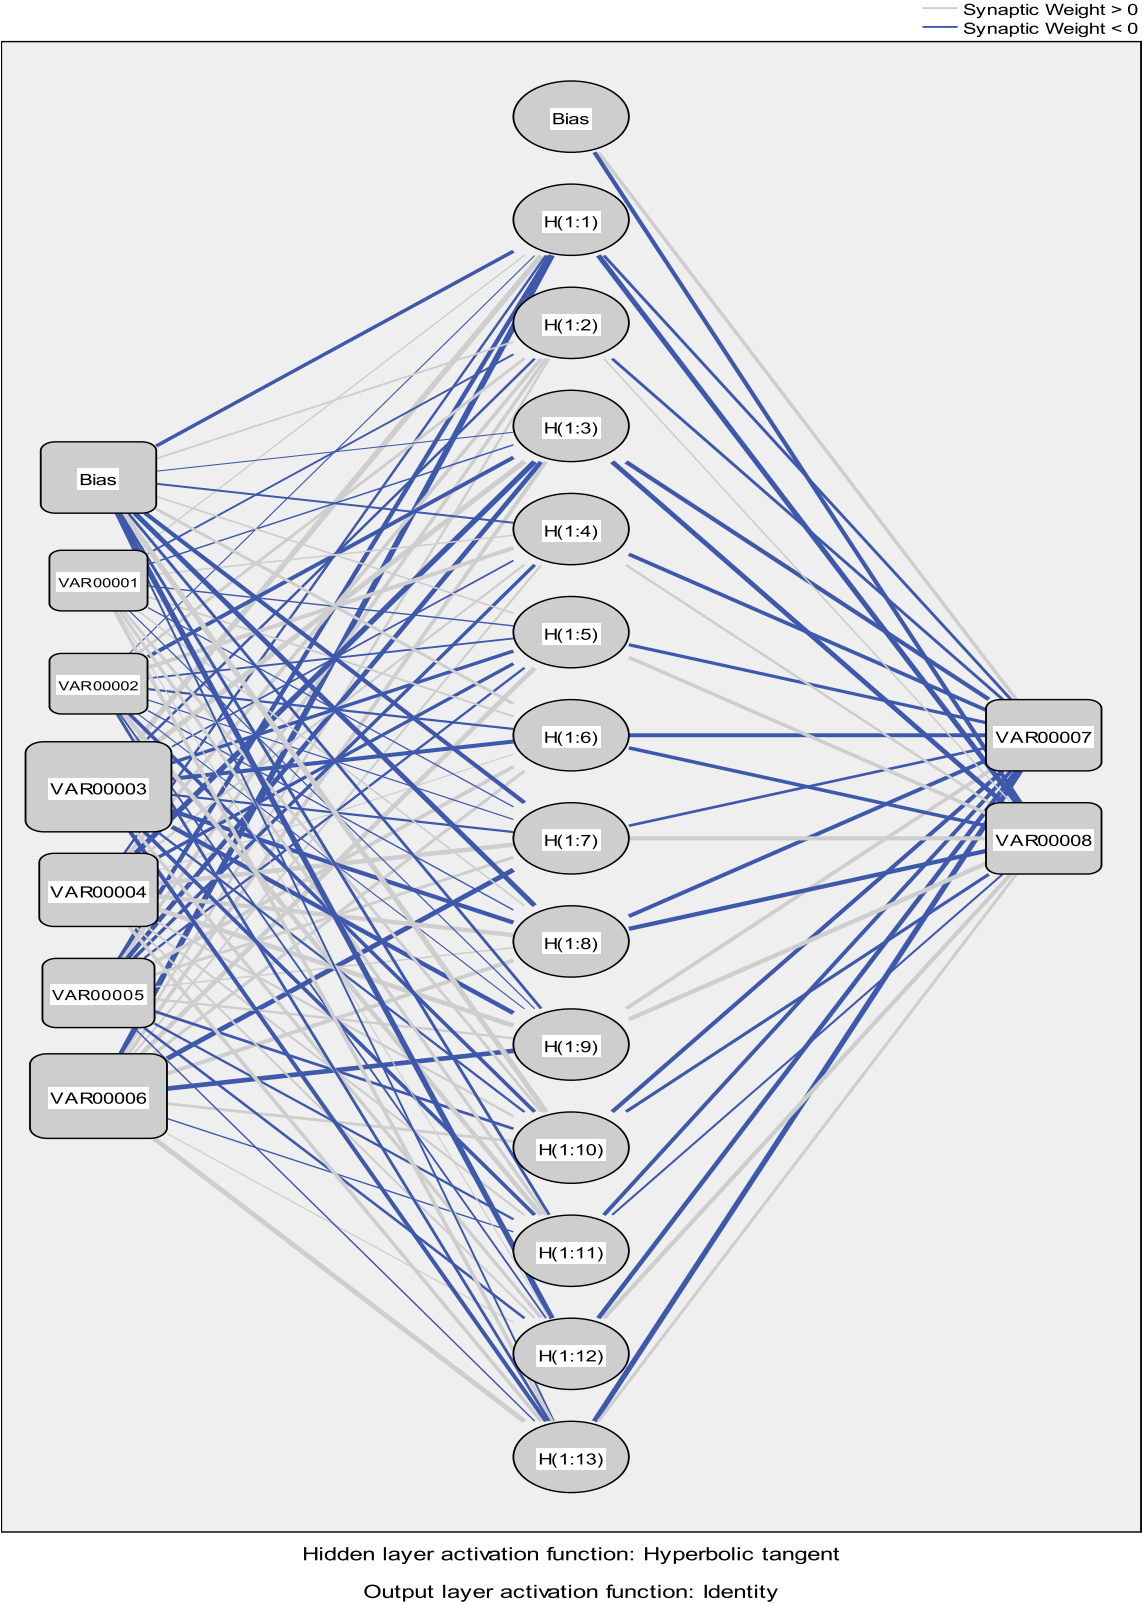 Synaptic Weight > 0
Synaptic Weight < 0
Bias
H(1:1)
H(1:2)
H(1:3)
H(1:4)
H(1:5)
H(1:6)
H(1:7)
H(1:8)
H(1:9)
H(1:10)
H(1:11)
H(1:12)
H(1:13)
Bias
VAR00001
VAR00002
VAR00003
VAR00004
VAR00005
VAR00006
VAR00007
VAR00008
Hidden layer activation function: Hyperbolic tangent
Output layer activation function: Identity